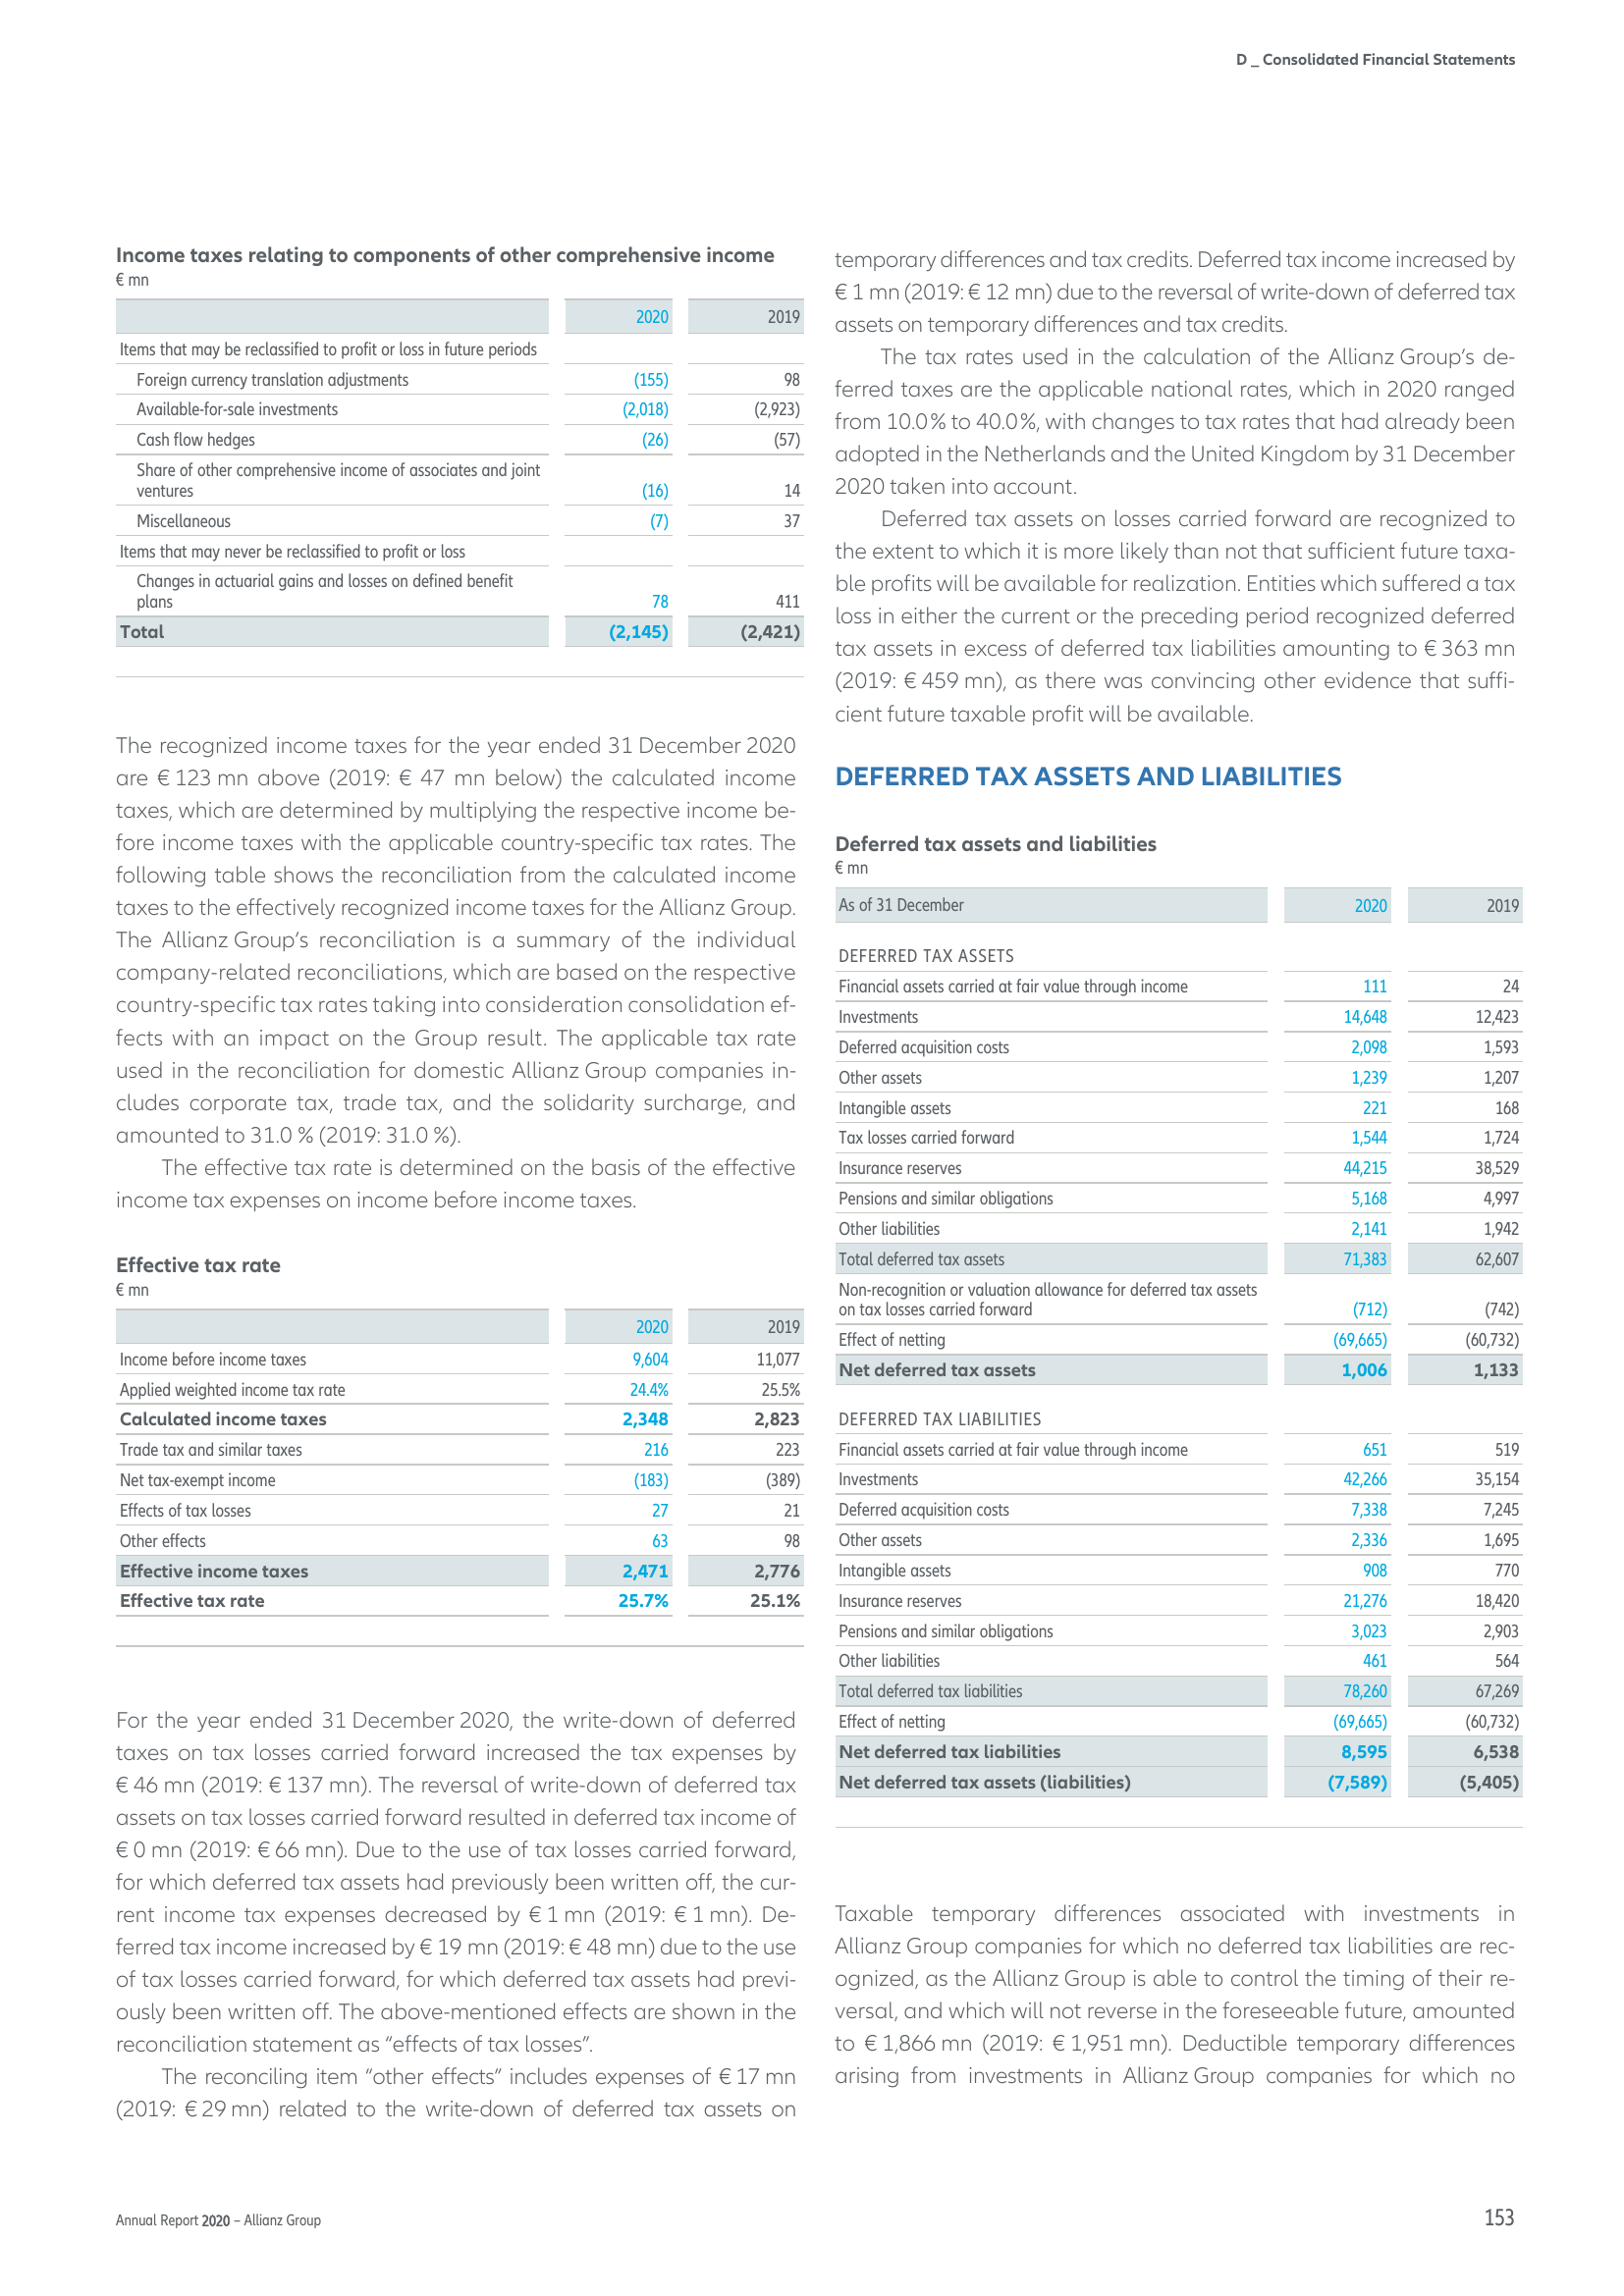 D _ Consolidated Financial Statements
Income taxes relating to components of other comprehensive income
€ mn
2020 2019
Items that may be reclassified to profit or loss in future periods
Foreign currency translation adjustments (155) 98
Available-for-sale investments (2,018) (2,923)
Cash flow hedges (26) (57)
Share of other comprehensive income of associates and joint
ventures (16) 14
Miscellaneous (7) 37
Items that may never be reclassified to profit or loss
Changes in actuarial gains and losses on defined benefit
plans 78 411
Total (2,145) (2,421)
The recognized income taxes for the year ended 31 December 2020
are € 123 mn above (2019: € 47 mn below) the calculated income
taxes, which are determined by multiplying the respective income be-
fore income taxes with the applicable country-specific tax rates. The
following table shows the reconciliation from the calculated income
taxes to the effectively recognized income taxes for the Allianz Group.
The Allianz Group’s reconciliation is a summary of the individual
company-related reconciliations, which are based on the respective
country-specific tax rates taking into consideration consolidation ef-
fects with an impact on the Group result. The applicable tax rate
used in the reconciliation for domestic Allianz Group companies in-
cludes corporate tax, trade tax, and the solidarity surcharge, and
amounted to 31.0 % (2019: 31.0 %).
The effective tax rate is determined on the basis of the effective
income tax expenses on income before income taxes.
Effective tax rate
€ mn
2020 2019
Income before income taxes 9,604 11,077
Applied weighted income tax rate 24.4% 25.5%
Calculated income taxes 2,348 2,823
Trade tax and similar taxes 216 223
Net tax-exempt income (183) (389)
Effects of tax losses 27 21
Other effects 63 98
Effective income taxes 2,471 2,776
Effective tax rate 25.7% 25.1%
For the year ended 31 December 2020, the write-down of deferred
taxes on tax losses carried forward increased the tax expenses by
€ 46 mn (2019: € 137 mn). The reversal of write-down of deferred tax
assets on tax losses carried forward resulted in deferred tax income of
€ 0 mn (2019: € 66 mn). Due to the use of tax losses carried forward,
for which deferred tax assets had previously been written off, the cur-
rent income tax expenses decreased by € 1 mn (2019: € 1 mn). De-
ferred tax income increased by € 19 mn (2019: € 48 mn) due to the use
of tax losses carried forward, for which deferred tax assets had previ-
ously been written off. The above-mentioned effects are shown in the
reconciliation statement as “effects of tax losses”.
The reconciling item “other effects” includes expenses of € 17 mn
(2019: € 29 mn) related to the write-down of deferred tax assets on
temporary differences and tax credits. Deferred tax income increased by
€ 1 mn (2019: € 12 mn) due to the reversal of write-down of deferred tax
assets on temporary differences and tax credits.
The tax rates used in the calculation of the Allianz Group’s de-
ferred taxes are the applicable national rates, which in 2020 ranged
from 10.0 % to 40.0 %, with changes to tax rates that had already been
adopted in the Netherlands and the United Kingdom by 31 December
2020 taken into account.
Deferred tax assets on losses carried forward are recognized to
the extent to which it is more likely than not that sufficient future taxa-
ble profits will be available for realization. Entities which suffered a tax
loss in either the current or the preceding period recognized deferred
tax assets in excess of deferred tax liabilities amounting to € 363 mn
(2019: € 459 mn), as there was convincing other evidence that suffi-
cient future taxable profit will be available.
DEFERRED TAX ASSETS AND LIABILITIES
Deferred tax assets and liabilities
€ mn
As of 31 December 2020 2019
DEFERRED TAX ASSETS
Financial assets carried at fair value through income 111 24
Investments 14,648 12,423
Deferred acquisition costs 2,098 1,593
Other assets 1,239 1,207
Intangible assets 221 168
Tax losses carried forward 1,544 1,724
Insurance reserves 44,215 38,529
Pensions and similar obligations 5,168 4,997
Other liabilities 2,141 1,942
Total deferred tax assets 71,383 62,607
Non-recognition or valuation allowance for deferred tax assets
on tax losses carried forward (712) (742)
Effect of netting (69,665) (60,732)
Net deferred tax assets 1,006 1,133
DEFERRED TAX LIABILITIES
Financial assets carried at fair value through income 651 519
Investments 42,266 35,154
Deferred acquisition costs 7,338 7,245
Other assets 2,336 1,695
Intangible assets 908 770
Insurance reserves 21,276 18,420
Pensions and similar obligations 3,023 2,903
Other liabilities 461 564
Total deferred tax liabilities 78,260 67,269
Effect of netting (69,665) (60,732)
Net deferred tax liabilities 8,595 6,538
Net deferred tax assets (liabilities) (7,589) (5,405)
Taxable temporary differences associated with investments in
Allianz Group companies for which no deferred tax liabilities are rec-
ognized, as the Allianz Group is able to control the timing of their re-
versal, and which will not reverse in the foreseeable future, amounted
to € 1,866 mn (2019: € 1,951 mn). Deductible temporary differences
arising from investments in Allianz Group companies for which no
Annual Report 2020 – Allianz Group
153